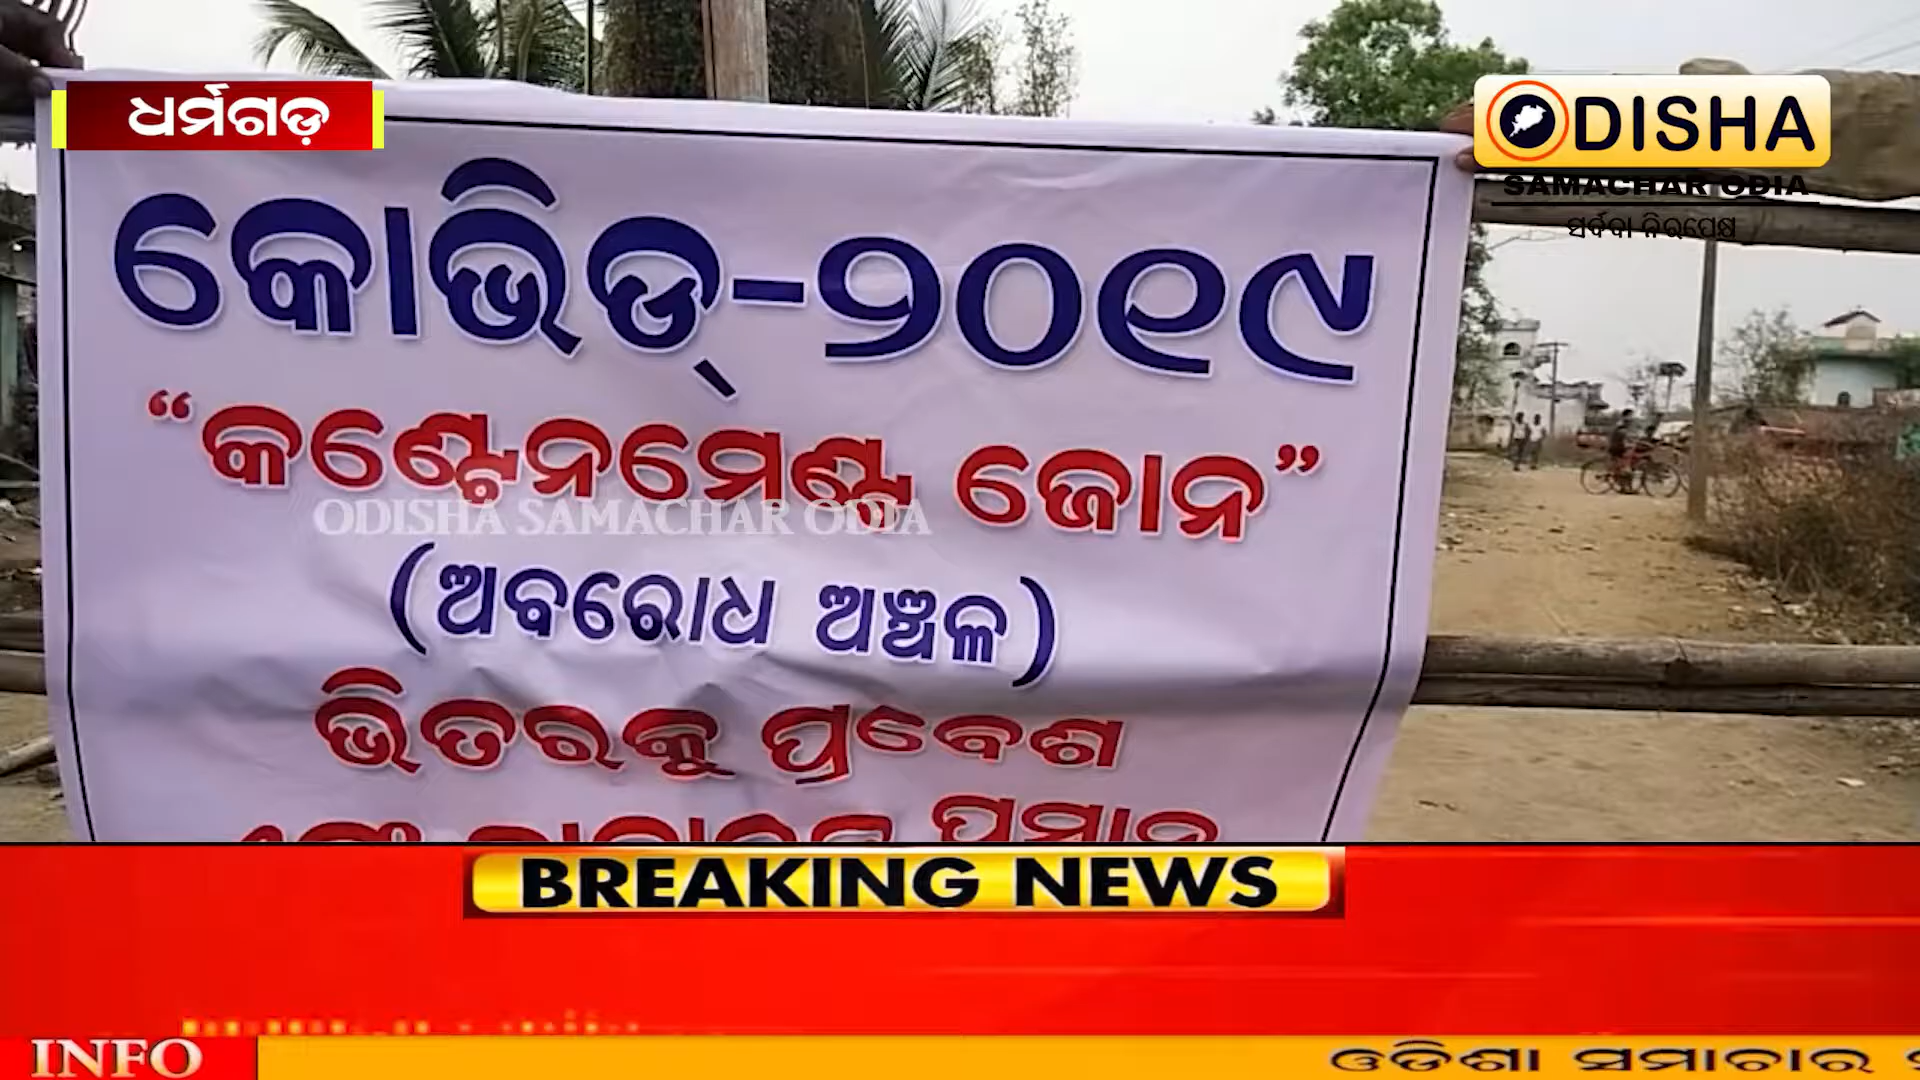 ଧର୍ମଗଡ଼
ODISHA
SAMACHAR ODIA
ସର୍ବଦା ନିରପେକ୍ଷ
କୋଭିଡ୍-୨୦୧୯
“କଣ୍ଟେନମେଣ୍ଟ ଜୋନ”
ODISHA SAMACHAR ODIA
(ଅବରୋଧ ଅଞ୍ଚଳ)
ଭିତରକୁ ପ୍ରବେଶ
BREAKING NEWS
INFO
ଓଡିଶା ସମାଚାର